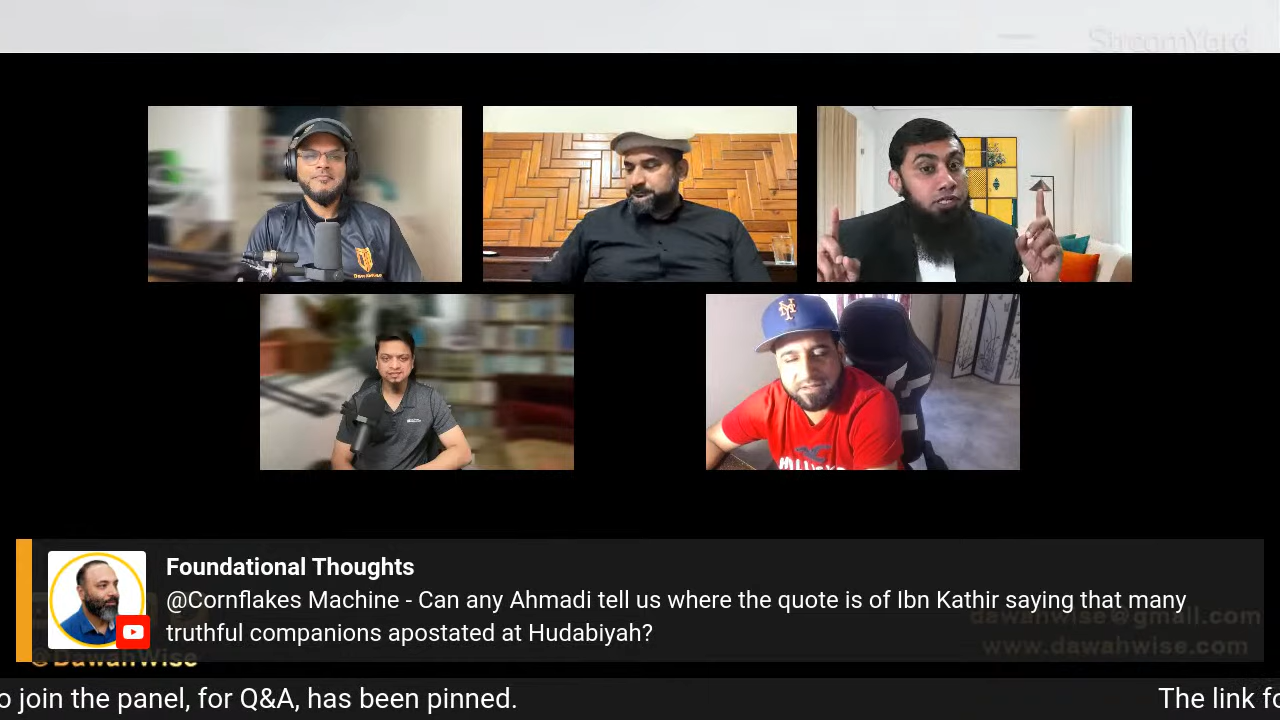 StreamYard
Foundational Thoughts
@Cornflakes Machine - Can any Ahmadi tell us where the quote is of Ibn Kathir saying that many
truthful companions apostated at Hudabiyah?
dawahwise@gmail.com
www.dawahwise.com
@DawahWise
o join the panel, for Q&A, has been pinned.
The link fo